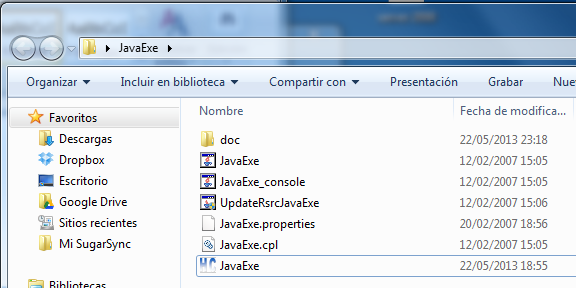 JavaExe
Organizar Incluir en biblioteca Compartir con Presentación Grabar Nue
Nombre Fecha de modifica...
Favoritos
Descargas
Dropbox
Escritorio
Google Drive
Sitios recientes
Mi SugarSync
Bibliotecas
doc 22/05/2013 23:18
JavaExe 12/02/2007 15:05
JavaExe_console 12/02/2007 15:05
UpdateRsrcJavaExe 12/02/2007 15:06
JavaExe.properties 20/02/2007 18:56
JavaExe.cpl 12/02/2007 15:05
HC JavaExe 22/05/2013 18:55